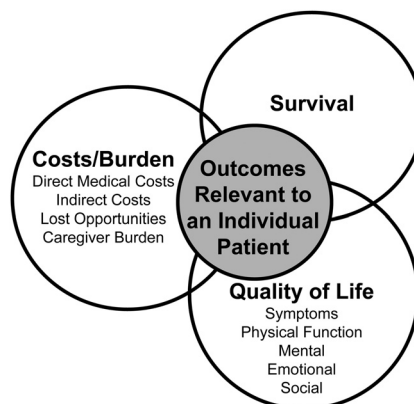 Survival
Costs/Burden
Direct Medical Costs
Indirect Costs
Lost Opportunities
Caregiver Burden
Outcomes
Relevant to
an Individual
Patient
Quality of Life
Symptoms
Physical Function
Mental
Emotional
Social